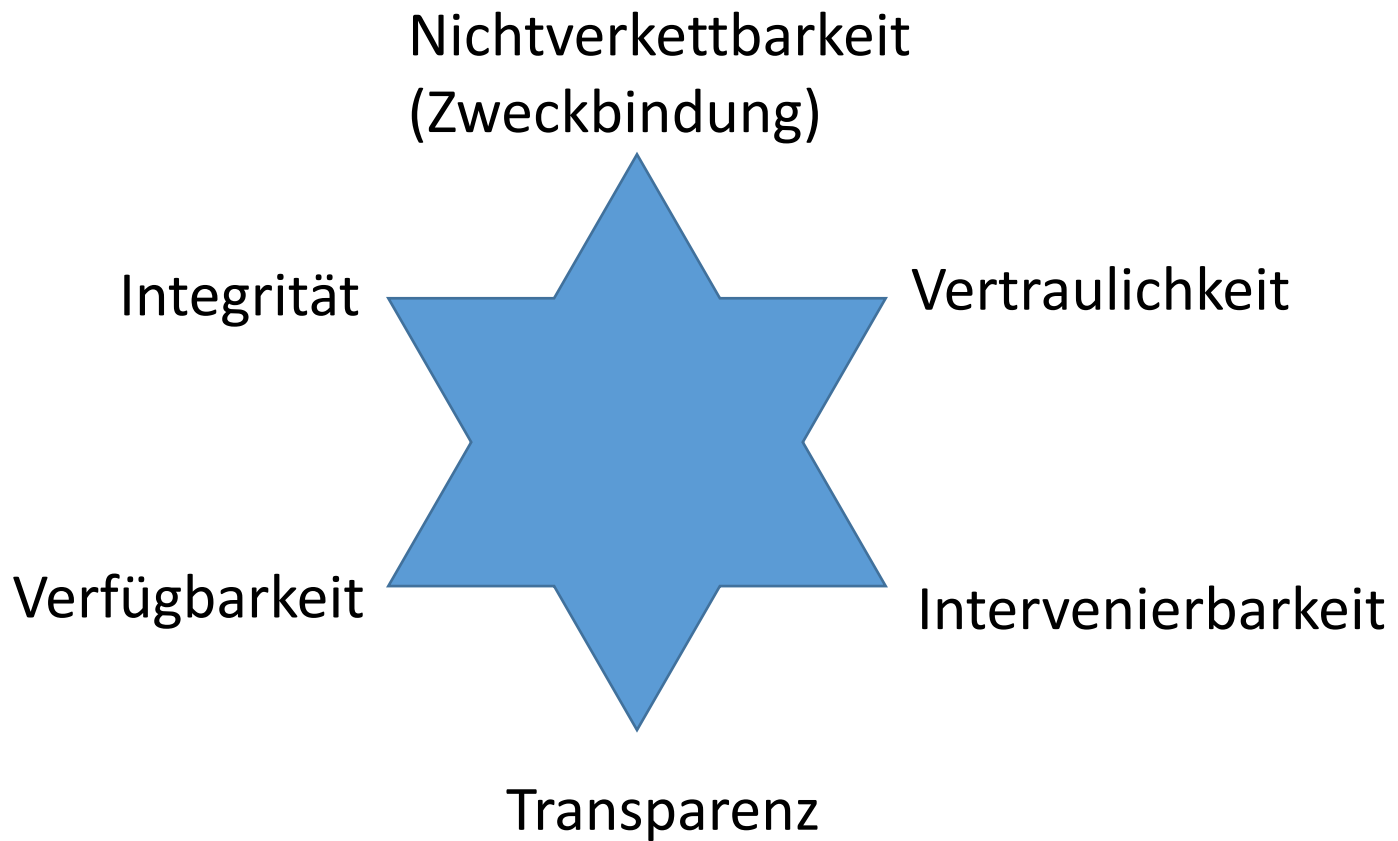 Nichtverkettbarkeit
(Zweckbindung)
Integrität
Vertraulichkeit
Verfügbarkeit
Intervenierbarkeit
Transparenz